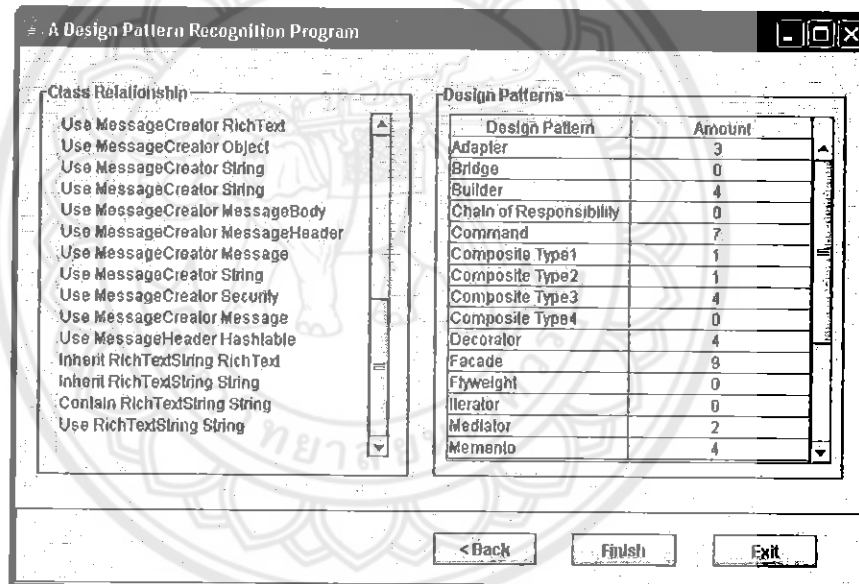 A Design Pattern Recognition Program
Class Relationship
Use MessageCreator RichText
Use MessageCreator Object
Use MessageCreator String
Use MessageCreator String
Use MessageCreator MessageBody
Use MessageCreator MessageHeader
Use MessageCreator Message
Use MessageCreator String
Use MessageCreator Security
Use MessageCreator Message
Use MessageHeader Hashtable
Inherit RichTextString RichText
Inherit RichTextString String
Contain RichTextString String
Use RichTextString String
Design Patterns
Design Pattern Amount
Adapter 3
Bridge 0
Builder 4
Chain of Responsibility 0
Command 7
Composite Type1 1
Composite Type2 1
Composite Type3 4
Composite Type4 0
Decorator 4
Facade
Flyweight 0
Iterator 0
Mediator 2
Memento 4
< Back Finish Exit